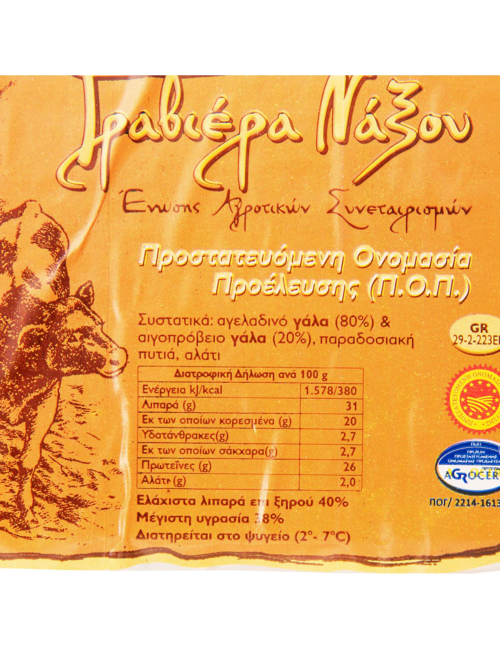 Γραβιέρα Νάξου
Ένωσης Αγροτικών Συνεταιρισμών
Προστατευόμενη Ονομασία
Προέλευσης (Π.Ο.Π.)
Συστατικά: αγελαδινό γάλα (80%) &
αιγοπρόβειο γάλα (20%), παραδοσιακή
πυτιά, αλάτι
GR
29-2-223
Διατροφική Δήλωση ανά 100 g
Ενέργεια kJ/kcal 1.578/380
Λιπαρά (g) 31
Εκ των οποίων κορεσμένα (g) 20
Υδατάνθρακες(g) 2,7
Εκ των οποίων σάκχαρα(g) 2,7
Πρωτεΐνες(g) 26
Αλάτι(g) 2,0
AGROCER
ΠΟΓ/ 2214-1613
Ελάχιστα λιπαρά επί ξηρού 40%
Μέγιστη υγρασία 38%
Διατηρείται στο ψυγείο (2°- 7°C)